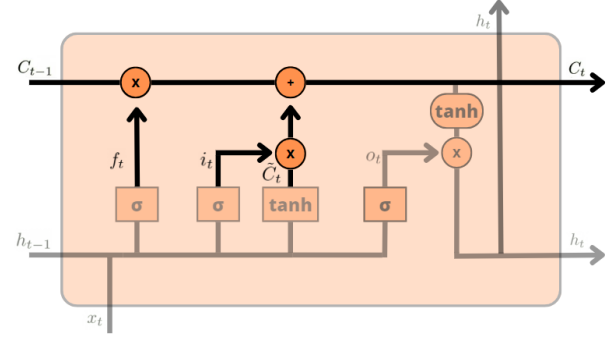 h_t
C_{t-1}
x
+
C_t
tanh
f_t
i_t
x
C̃_t
o_t
x
σ
σ
tanh
σ
h_{t-1}
h_t
x_t